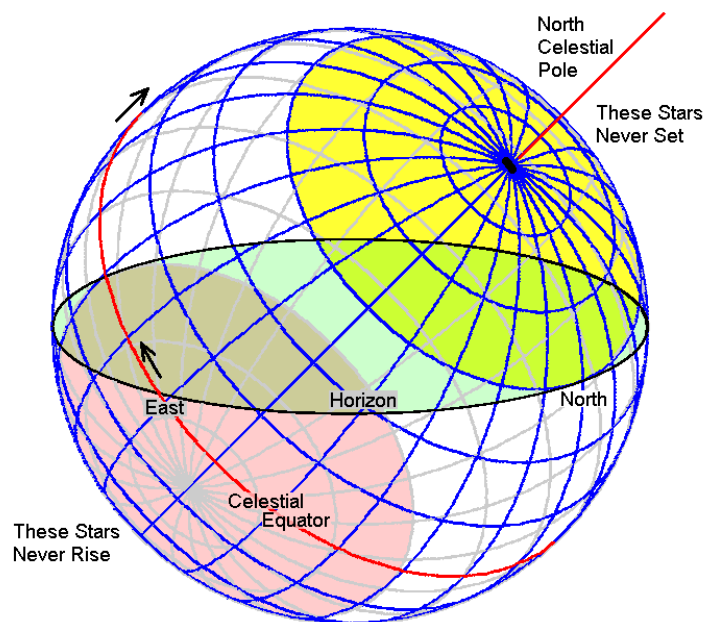 North
Celestial
Pole
These Stars
Never Set
East
Horizon
North
Celestial
Equator
These Stars
Never Rise